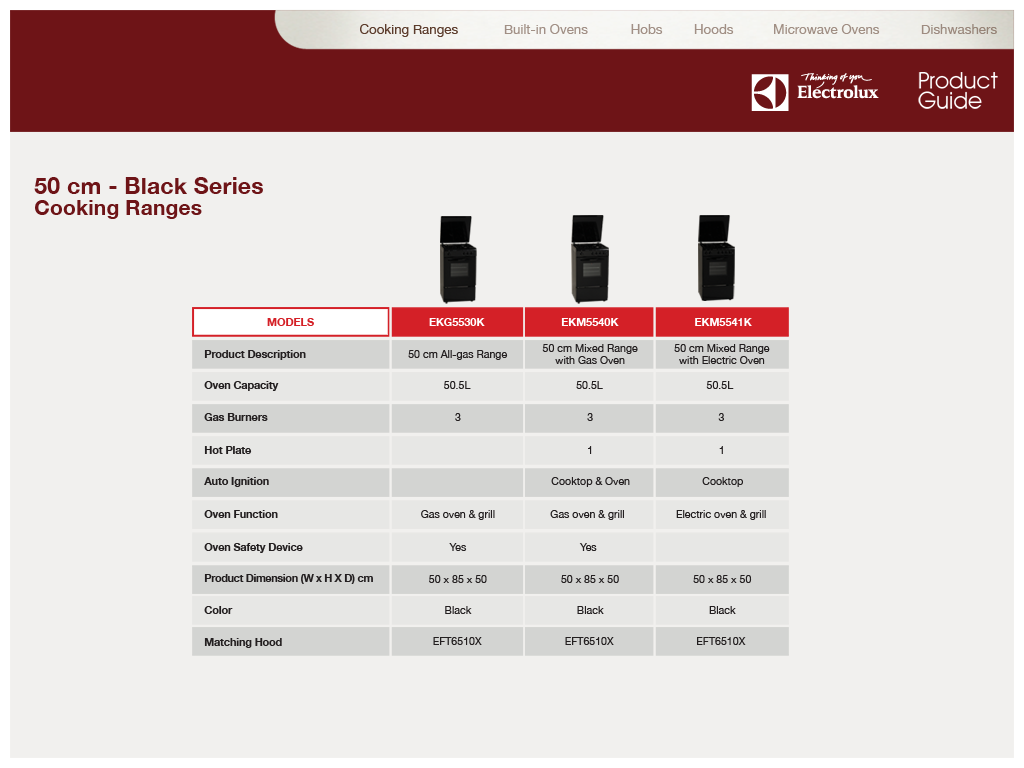 Cooking Ranges Built-in Ovens Hobs Hoods Microwave Ovens Dishwashers
Thinking of you
Electrolux
Product
Guide
50 cm - Black Series
Cooking Ranges
MODELS EKG5530K EKM5540K EKM5541K
Product Description 50 cm All-gas Range 50 cm Mixed Range with Gas Oven 50 cm Mixed Range with Electric Oven
Oven Capacity 50.5L 50.5L 50.5L
Gas Burners 3 3 3
Hot Plate 1 1
Auto Ignition Cooktop & Oven Cooktop
Oven Function Gas oven & grill Gas oven & grill Electric oven & grill
Oven Safety Device Yes Yes
Product Dimension (W x H X D) cm 50 x 85 x 50 50 x 85 x 50 50 x 85 x 50
Color Black Black Black
Matching Hood EFT6510X EFT6510X EFT6510X